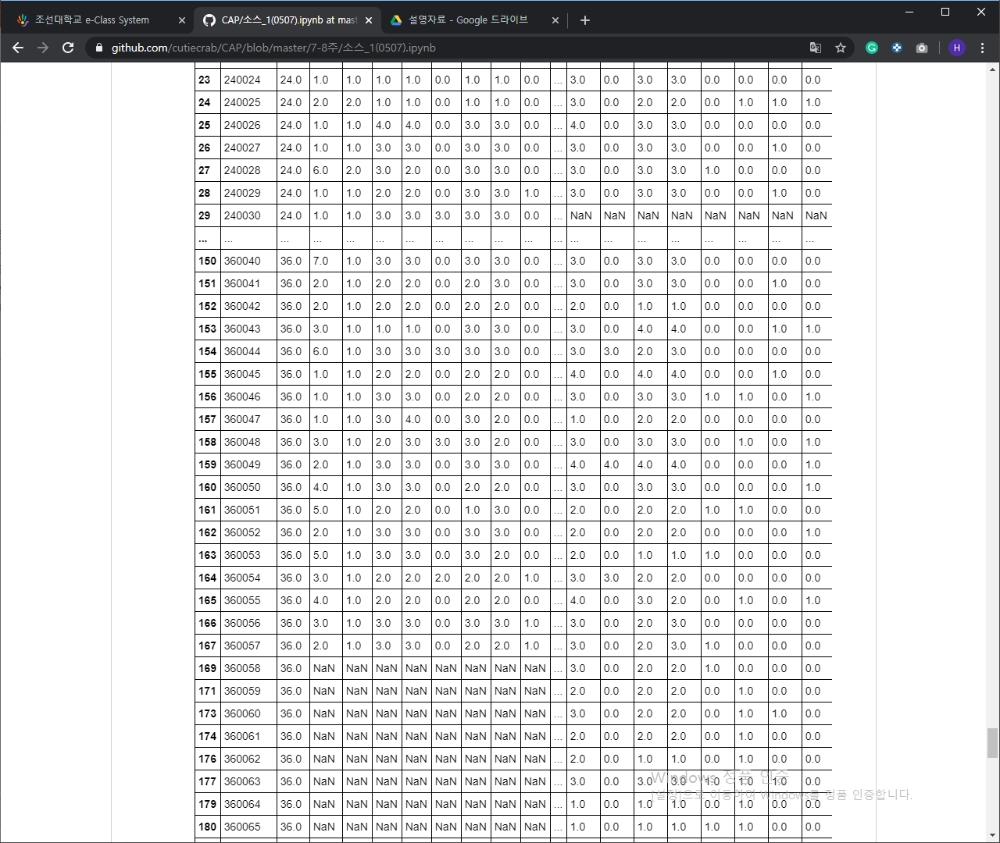 조선대학교 e-Class System
CAP/소스_1(0507).ipynb at mast
설명자료 - Google 드라이브
github.com/cutiecrab/CAP/blob/master/7-8주/소스_1(0507).ipynb
H
23 240024 24.0 1.0 1.0 1.0 1.0 0.0 1.0 1.0 0.0 ... 3.0 0.0 3.0 3.0 0.0 0.0 0.0 0.0
24 240025 24.0 2.0 2.0 1.0 1.0 0.0 1.0 1.0 0.0 ... 3.0 0.0 2.0 2.0 0.0 1.0 1.0 1.0
25 240026 24.0 1.0 1.0 4.0 4.0 0.0 3.0 3.0 0.0 ... 4.0 0.0 3.0 3.0 0.0 0.0 0.0 0.0
26 240027 24.0 1.0 1.0 3.0 3.0 0.0 3.0 3.0 0.0 ... 3.0 0.0 3.0 3.0 0.0 0.0 1.0 0.0
27 240028 24.0 6.0 2.0 3.0 2.0 0.0 3.0 3.0 0.0 ... 3.0 0.0 3.0 3.0 1.0 0.0 0.0 0.0
28 240029 24.0 1.0 1.0 2.0 2.0 0.0 3.0 3.0 1.0 ... 3.0 0.0 3.0 3.0 0.0 0.0 1.0 0.0
29 240030 24.0 1.0 1.0 3.0 3.0 3.0 3.0 3.0 0.0 ... NaN NaN NaN NaN NaN NaN NaN NaN
... ... ... ... ... ... ... ... ... ... ... ... ... ... ... ... ... ... ... ...
150 360040 36.0 7.0 1.0 3.0 3.0 0.0 3.0 3.0 0.0 ... 3.0 0.0 3.0 3.0 0.0 0.0 0.0 0.0
151 360041 36.0 2.0 1.0 2.0 2.0 0.0 2.0 3.0 0.0 ... 3.0 0.0 3.0 3.0 0.0 0.0 1.0 0.0
152 360042 36.0 2.0 1.0 2.0 2.0 0.0 2.0 2.0 0.0 ... 2.0 0.0 1.0 1.0 0.0 0.0 0.0 0.0
153 360043 36.0 3.0 1.0 1.0 1.0 0.0 3.0 3.0 0.0 ... 3.0 0.0 4.0 4.0 0.0 0.0 1.0 1.0
154 360044 36.0 6.0 1.0 3.0 3.0 3.0 3.0 3.0 0.0 ... 3.0 3.0 2.0 3.0 0.0 0.0 0.0 0.0
155 360045 36.0 1.0 1.0 2.0 2.0 0.0 2.0 2.0 0.0 ... 4.0 0.0 4.0 4.0 0.0 0.0 1.0 0.0
156 360046 36.0 1.0 1.0 3.0 3.0 0.0 2.0 2.0 0.0 ... 3.0 0.0 3.0 3.0 1.0 1.0 0.0 1.0
157 360047 36.0 1.0 1.0 3.0 4.0 0.0 3.0 2.0 0.0 ... 1.0 0.0 2.0 2.0 0.0 0.0 0.0 0.0
158 360048 36.0 3.0 1.0 2.0 3.0 3.0 3.0 2.0 0.0 ... 3.0 0.0 3.0 3.0 0.0 1.0 0.0 1.0
159 360049 36.0 2.0 1.0 3.0 3.0 0.0 3.0 3.0 0.0 ... 4.0 4.0 4.0 4.0 0.0 0.0 0.0 1.0
160 360050 36.0 4.0 1.0 3.0 3.0 0.0 2.0 2.0 0.0 ... 3.0 0.0 3.0 3.0 0.0 0.0 0.0 1.0
161 360051 36.0 5.0 1.0 2.0 2.0 0.0 1.0 3.0 0.0 ... 2.0 0.0 2.0 2.0 1.0 1.0 0.0 0.0
162 360052 36.0 2.0 1.0 3.0 3.0 0.0 3.0 3.0 0.0 ... 2.0 0.0 2.0 2.0 0.0 0.0 0.0 1.0
163 360053 36.0 5.0 1.0 3.0 3.0 0.0 3.0 2.0 0.0 ... 2.0 0.0 1.0 1.0 1.0 0.0 0.0 0.0
164 360054 36.0 3.0 1.0 2.0 2.0 2.0 2.0 2.0 1.0 ... 3.0 3.0 2.0 2.0 0.0 0.0 0.0 0.0
165 360055 36.0 4.0 1.0 2.0 2.0 0.0 2.0 2.0 0.0 ... 4.0 0.0 3.0 2.0 0.0 1.0 0.0 1.0
166 360056 36.0 3.0 1.0 3.0 3.0 0.0 3.0 3.0 1.0 ... 3.0 0.0 2.0 3.0 0.0 0.0 0.0 0.0
167 360057 36.0 2.0 1.0 3.0 3.0 0.0 2.0 2.0 1.0 ... 3.0 0.0 2.0 3.0 1.0 0.0 0.0 0.0
169 360058 36.0 NaN NaN NaN NaN NaN NaN NaN NaN ... 3.0 0.0 2.0 2.0 1.0 0.0 0.0 0.0
171 360059 36.0 NaN NaN NaN NaN NaN NaN NaN NaN ... 2.0 0.0 2.0 2.0 0.0 1.0 0.0 0.0
173 360060 36.0 NaN NaN NaN NaN NaN NaN NaN NaN ... 3.0 0.0 2.0 2.0 0.0 1.0 1.0 0.0
174 360061 36.0 NaN NaN NaN NaN NaN NaN NaN NaN ... 2.0 0.0 2.0 2.0 0.0 1.0 0.0 0.0
176 360062 36.0 NaN NaN NaN NaN NaN NaN NaN NaN ... 2.0 0.0 1.0 1.0 0.0 1.0 0.0 0.0
177 360063 36.0 NaN NaN NaN NaN NaN NaN NaN NaN ... 3.0 0.0 3.0 3.0 1.0 1.0 1.0 0.0
Windows 정품 인증
[설정]으로 이동하여 Windows를 정품 인증합니다.
179 360064 36.0 NaN NaN NaN NaN NaN NaN NaN NaN ... 1.0 0.0 1.0 1.0 0.0 1.0 0.0 0.0
180 360065 36.0 NaN NaN NaN NaN NaN NaN NaN NaN ... 1.0 0.0 1.0 1.0 1.0 1.0 0.0 0.0